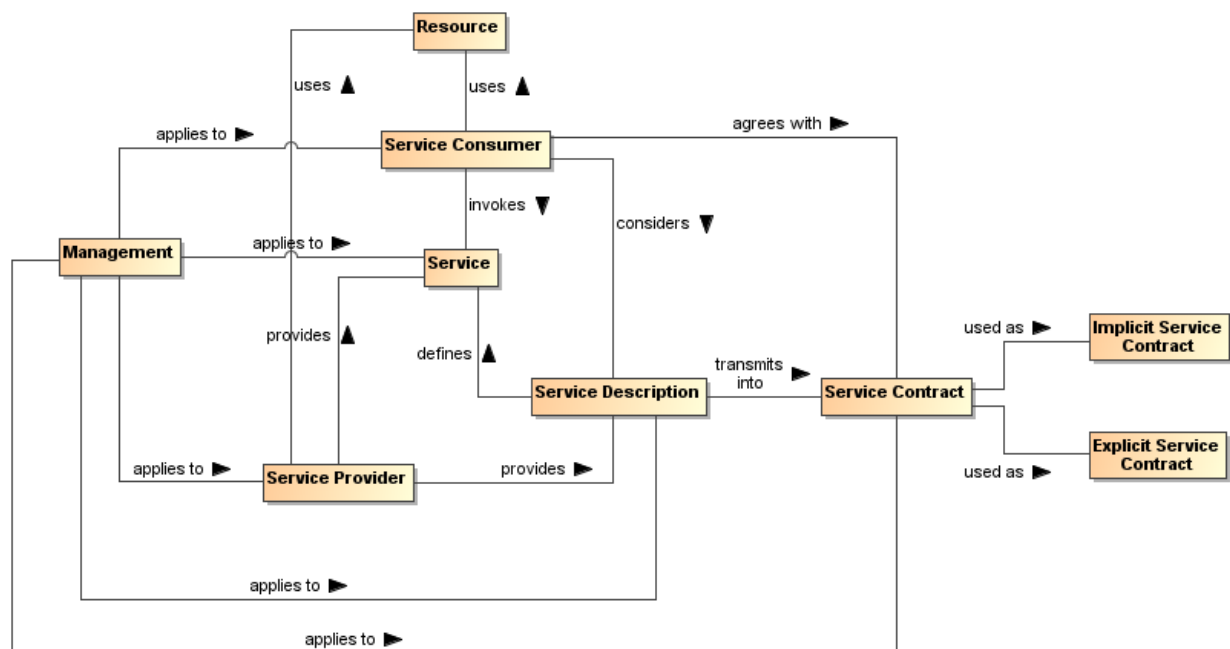 Resource
uses
uses
applies to
agrees with
Service Consumer
invokes
considers
applies to
Management
Service
provides
defines
used as
Implicit Service
Contract
transmits
into
Service Description
Service Contract
Explicit Service
Contract
applies to
Service Provider
provides
used as
applies to
applies to